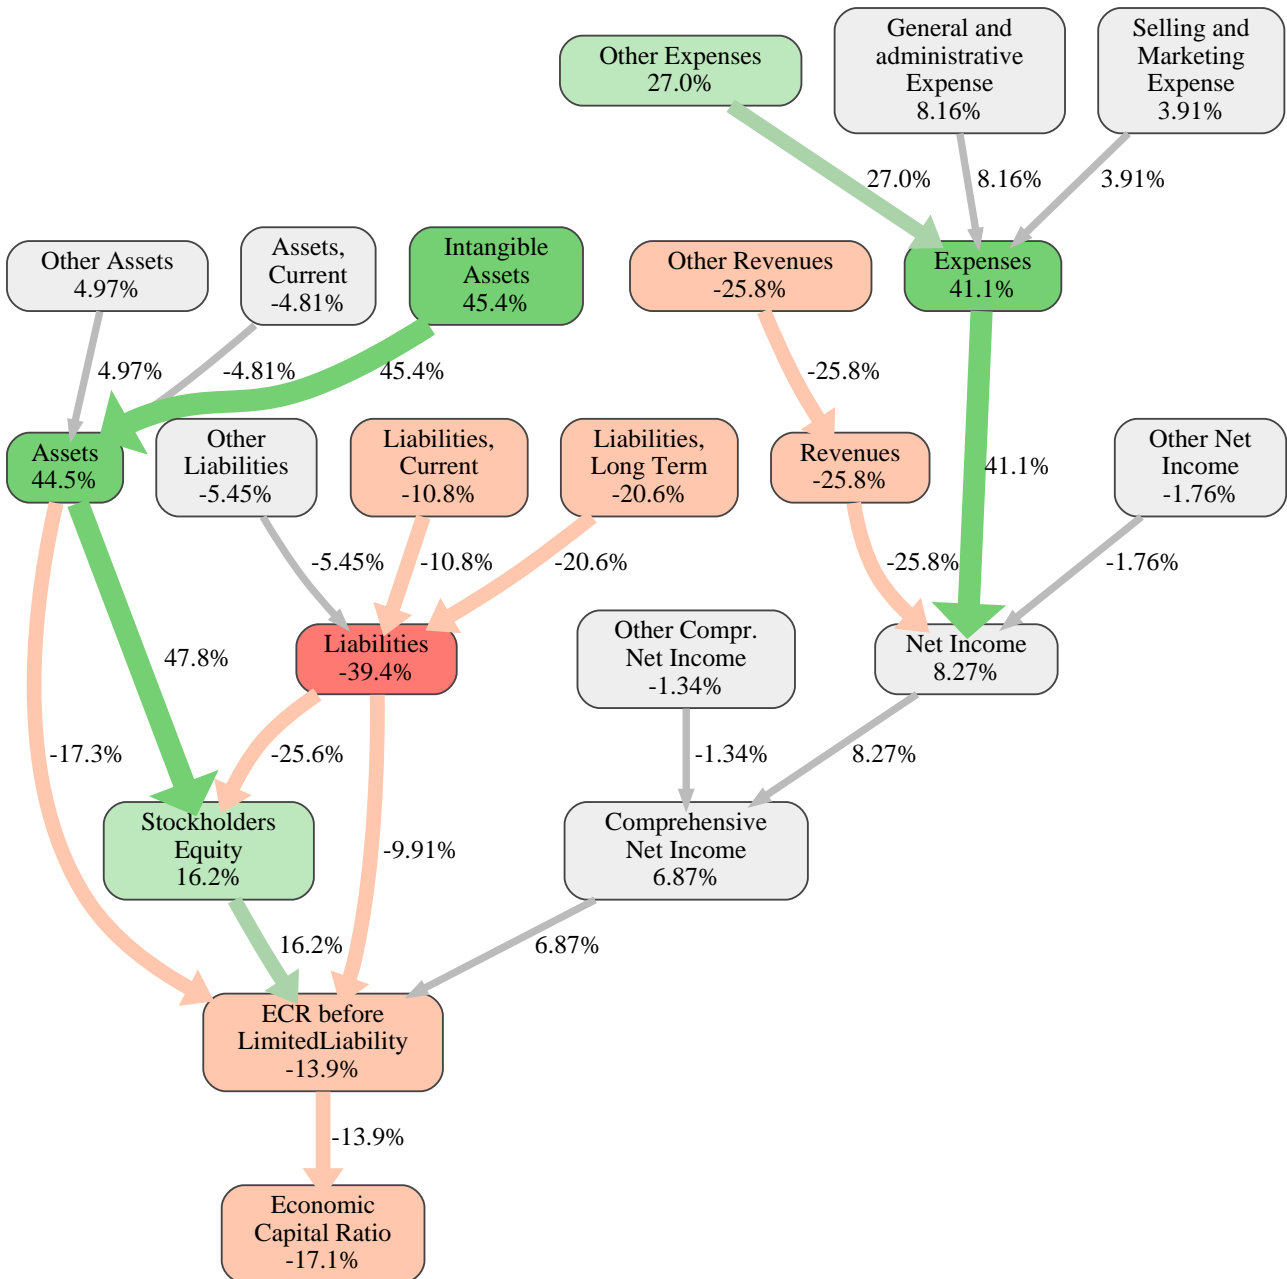 Other Expenses
27.0%
General and
administrative
Expense
8.16%
Selling and
Marketing
Expense
3.91%
27.0%
8.16%
3.91%
Other Assets
4.97%
Assets,
Current
-4.81%
Intangible
Assets
45.4%
Other Revenues
-25.8%
Expenses
41.1%
4.97%
-4.81%
45.4%
-25.8%
Assets
44.5%
Other
Liabilities
-5.45%
Liabilities,
Current
-10.8%
Liabilities,
Long Term
-20.6%
Revenues
-25.8%
41.1%
Other Net
Income
-1.76%
-5.45%
-10.8%
-20.6%
-25.8%
-1.76%
47.8%
Liabilities
-39.4%
Other Compr.
Net Income
-1.34%
Net Income
8.27%
-17.3%
-25.6%
-1.34%
8.27%
Stockholders
Equity
16.2%
-9.91%
Comprehensive
Net Income
6.87%
16.2%
6.87%
ECR before
LimitedLiability
-13.9%
-13.9%
Economic
Capital Ratio
-17.1%